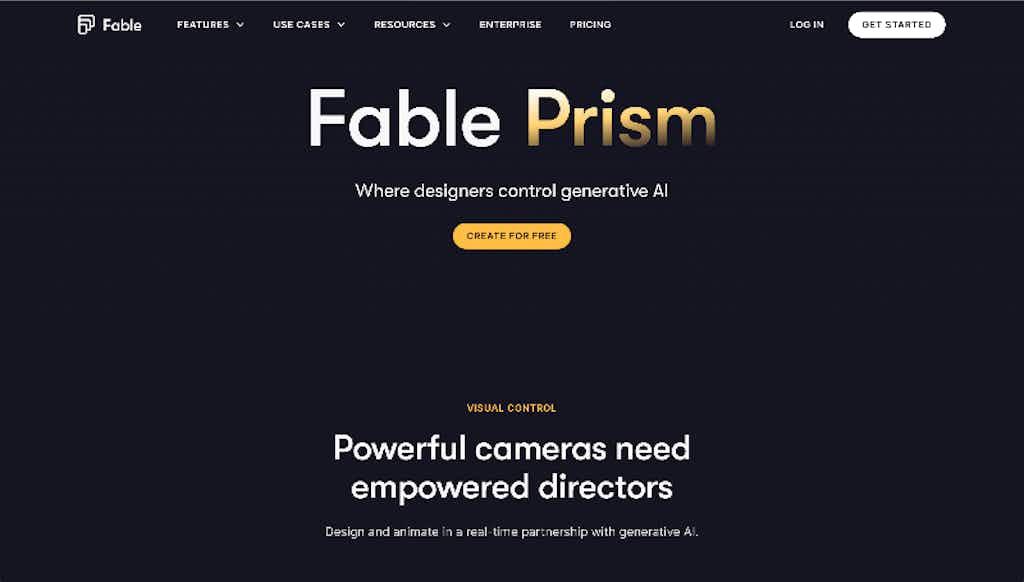 Fable FEATURES USE CASES RESOURCES ENTERPRISE PRICING LOG IN GET STARTED
Fable Prism
Where designers control generative AI
CREATE FOR FREE
VISUAL CONTROL
Powerful cameras need
empowered directors
Design and animate in a real-time partnership with generative AI.